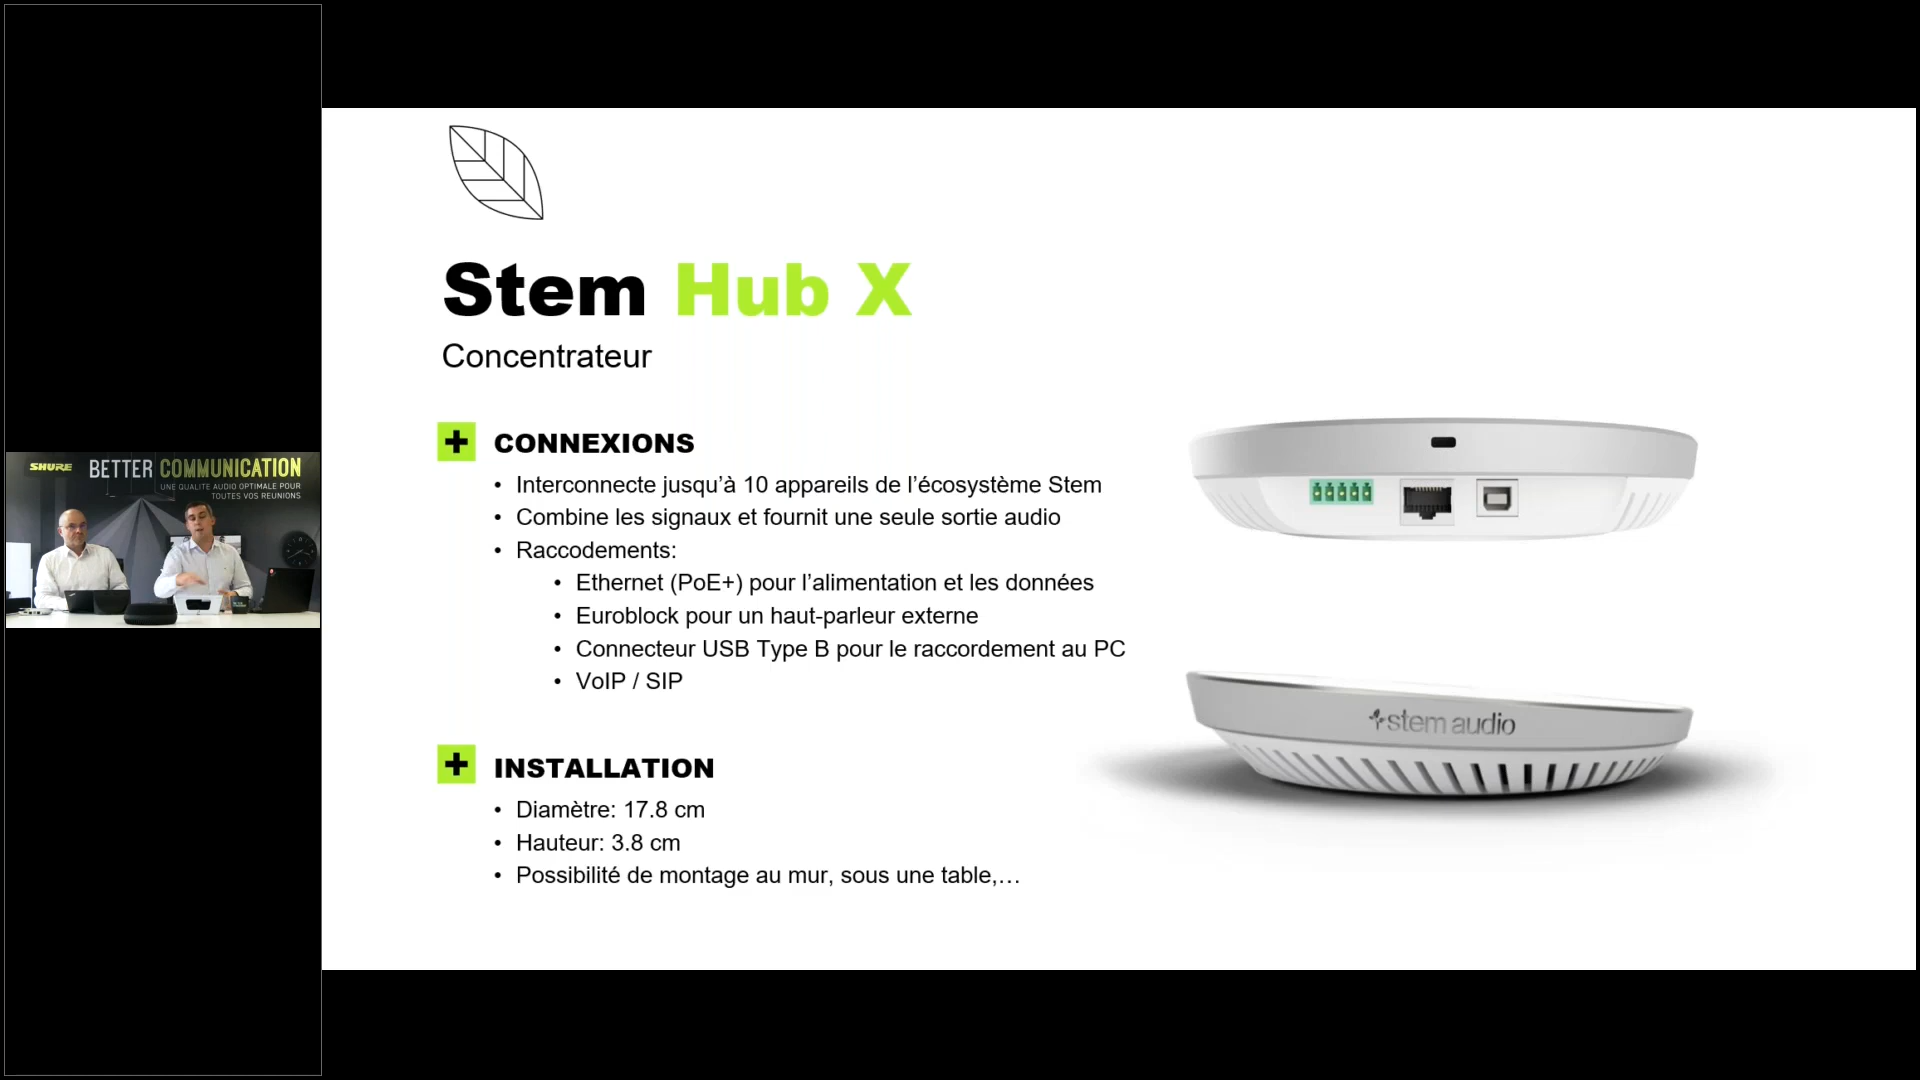 SHURE
BETTER COMMUNICATION
UNE QUALITE AUDIO OPTIMALE POUR
TOUTES VOS REUNIONS
Stem Hub X
Concentrateur
CONNEXIONS
• Interconnecte jusqu’à 10 appareils de l’écosystème Stem
• Combine les signaux et fournit une seule sortie audio
• Raccodements:
• Ethernet (PoE+) pour l’alimentation et les données
• Euroblock pour un haut-parleur externe
• Connecteur USB Type B pour le raccordement au PC
• VoIP / SIP
INSTALLATION
• Diamètre: 17.8 cm
• Hauteur: 3.8 cm
• Possibilité de montage au mur, sous une table,…
stem audio